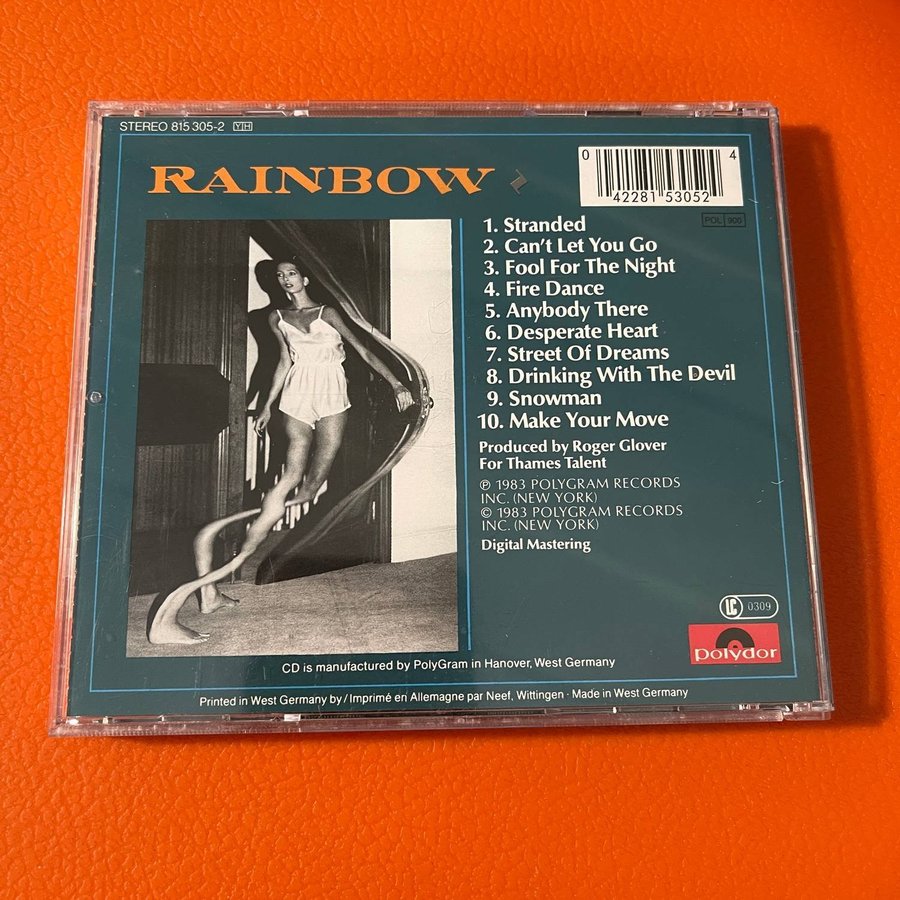 STEREO 815 305-2 Y|H
RAINBOW
0 42281 53052 4
POL 900
1. Stranded
2. Can't Let You Go
3. Fool For The Night
4. Fire Dance
5. Anybody There
6. Desperate Heart
7. Street Of Dreams
8. Drinking With The Devil
9. Snowman
10. Make Your Move
Produced by Roger Glover
For Thames Talent
℗ 1983 POLYGRAM RECORDS
INC. (NEW YORK)
© 1983 POLYGRAM RECORDS
INC. (NEW YORK)
Digital Mastering
LC 0309
polydor
CD is manufactured by PolyGram in Hanover, West Germany
Printed in West Germany by / Imprimé en Allemagne par Neef, Wittingen · Made in West Germany